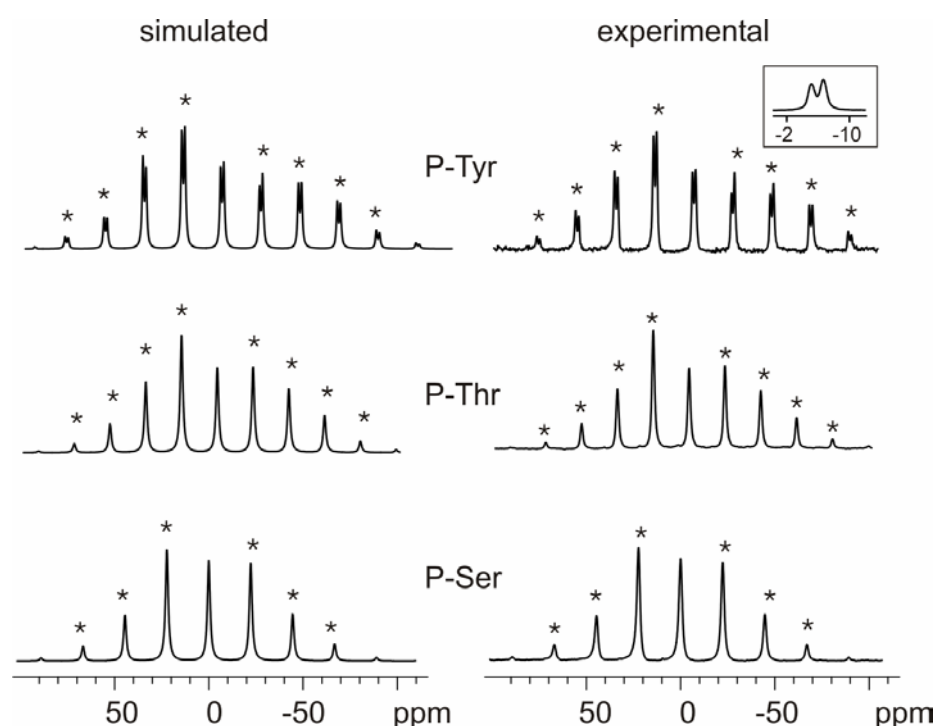 simulated experimental
* * * * * * * *
* * * * * * * *
-2 -10
P-Tyr
* * * * * * * *
* * * * * * * *
P-Thr
* * * * * *
* * * * * *
P-Ser
50 0 -50 ppm 50 0 -50 ppm